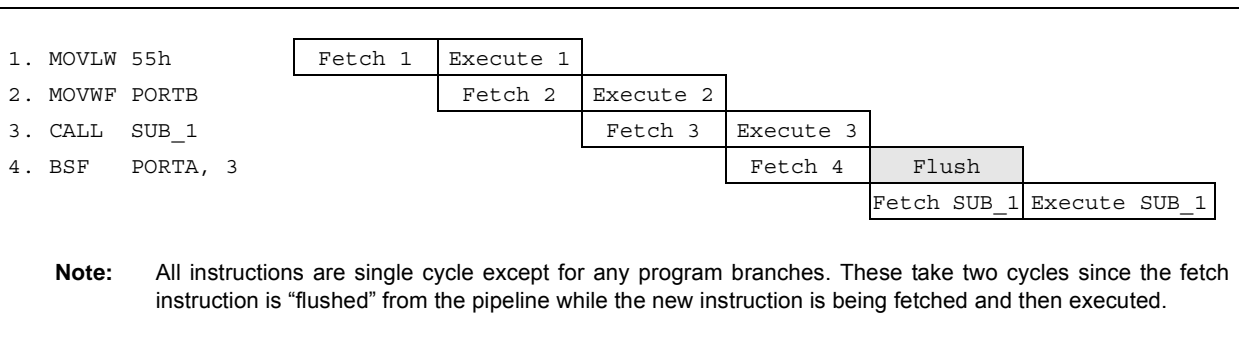 1. MOVLW 55h Fetch 1 Execute 1
2. MOVWF PORTB Fetch 2 Execute 2
3. CALL SUB_1 Fetch 3 Execute 3
4. BSF PORTA, 3 Fetch 4 Flush
Fetch SUB_1 Execute SUB_1
Note: All instructions are single cycle except for any program branches. These take two cycles since the fetch
instruction is “flushed” from the pipeline while the new instruction is being fetched and then executed.